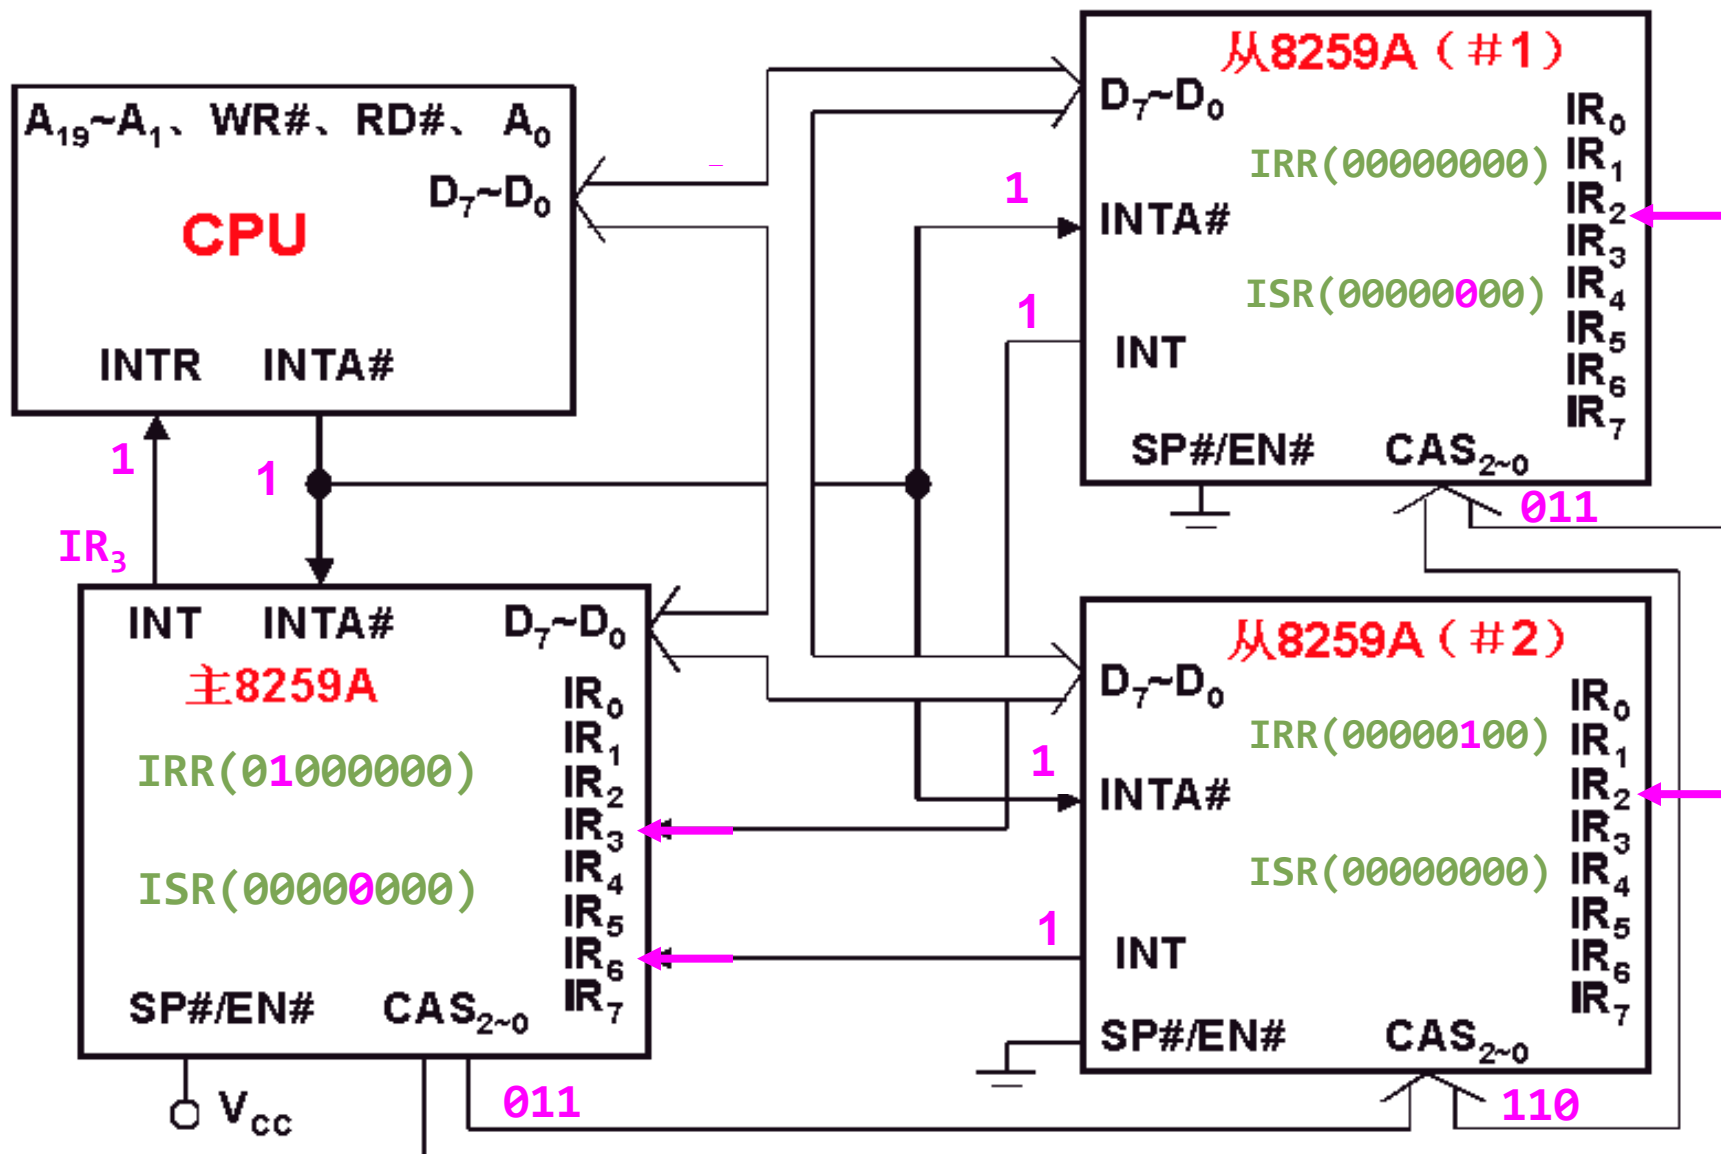 A19~A1、WR#、RD#、 A0
D7~D0
CPU
INTR INTA#
1
1
IR3
INT INTA# D7~D0
主8259A
IRR(01000000)
ISR(00000000)
IR0
IR1
IR2
IR3
IR4
IR5
IR6
IR7
SP#/EN# CAS2~0
VCC
011
从8259A（#1）
D7~D0
IRR(00000000)
1
INTA#
ISR(00000000)
1
INT
IR0
IR1
IR2
IR3
IR4
IR5
IR6
IR7
SP#/EN# CAS2~0
011
从8259A（#2）
D7~D0
IRR(00000100)
1
INTA#
ISR(00000000)
1
INT
IR0
IR1
IR2
IR3
IR4
IR5
IR6
IR7
SP#/EN# CAS2~0
110